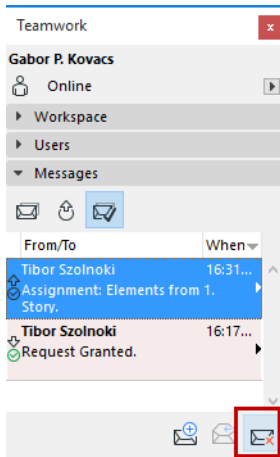 Teamwork
x
Gabor P. Kovacs
Online
Workspace
Users
Messages
From/To When
Tibor Szolnoki 16:31...
Assignment: Elements from 1.
Story.
Tibor Szolnoki 16:17...
Request Granted.